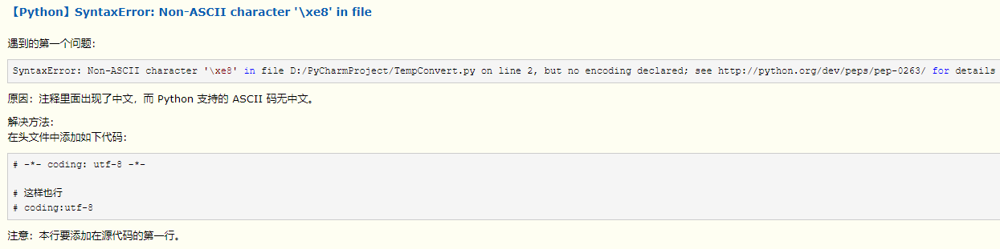 【Python】SyntaxError: Non-ASCII character '\xe8' in file
遇到的第一个问题：
SyntaxError: Non-ASCII character '\xe8' in file D:/PyCharmProject/TempConvert.py on line 2, but no encoding declared; see http://python.org/dev/peps/pep-0263/ for details
原因：注释里面出现了中文，而 Python 支持的 ASCII 码无中文。
解决方法：
在头文件中添加如下代码：
# -*- coding: utf-8 -*-
# 这样也行
# coding:utf-8
注意：本行要添加在源代码的第一行。